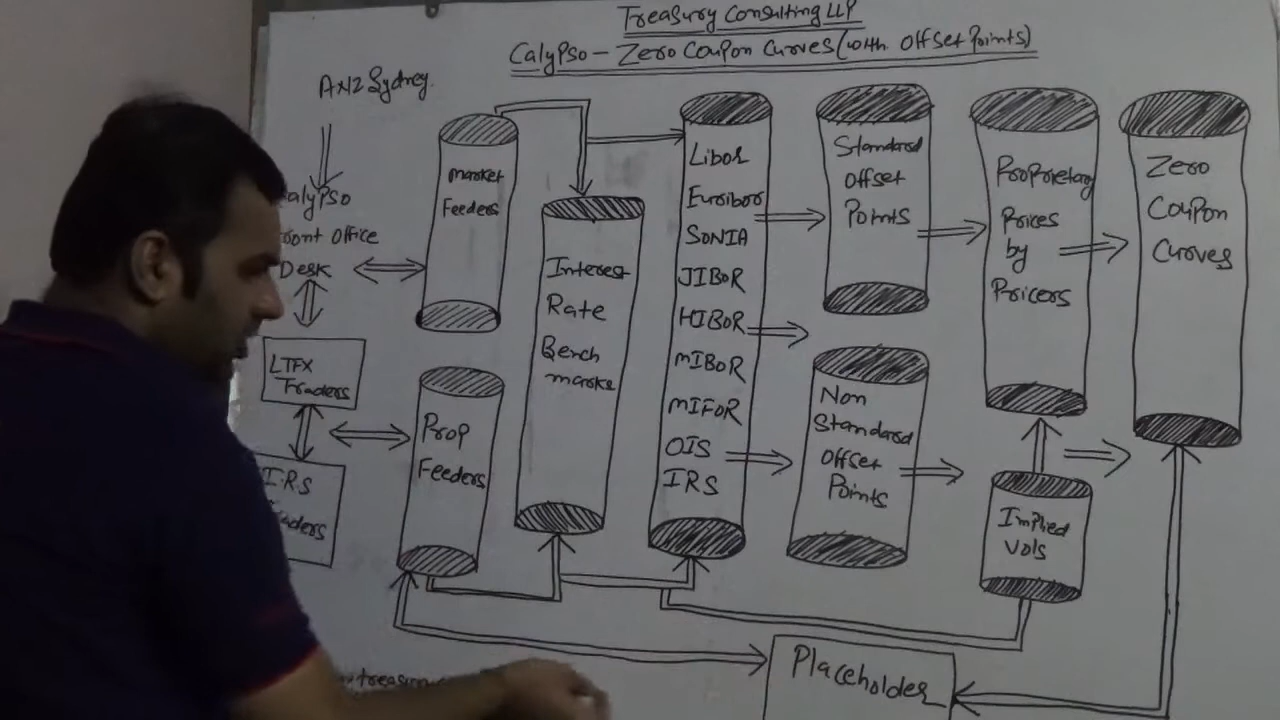 Treasury Consulting LLP
Calypso - Zero Coupon Curves (with Offset Points)
ANZ Sydney
alypso
ront Office
Desk
LTFX
Traders
I.R.S
raders
Market
Feeders
Prop
Feeders
Interest
Rate
Bench
marks
Libor
Euribor
SONIA
JIBOR
HIBOR
MIBOR
MIFOR
OIS
IRS
Standard
Offset
Points
Non
Standard
Offset
Points
Proprietary
Prices
by
Pricers
Implied
Vols
Zero
Coupon
Curves
Placeholder